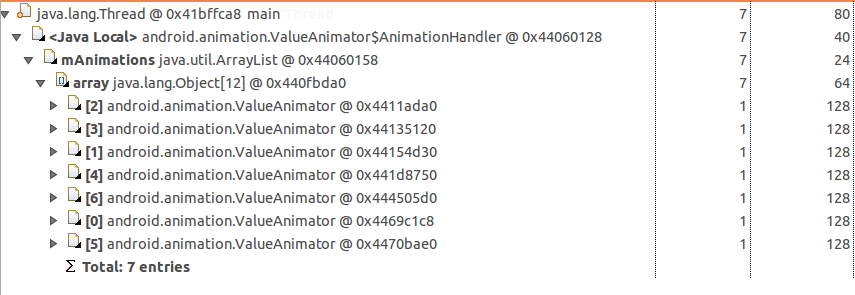 java.lang.Thread @ 0x41bffca8 main Thread 7 80
<Java Local> android.animation.ValueAnimator$AnimationHandler @ 0x44060128 7 40
mAnimations java.util.ArrayList @ 0x44060158 7 24
array java.lang.Object[12] @ 0x440fbda0 7 64
[2] android.animation.ValueAnimator @ 0x4411ada0 1 128
[3] android.animation.ValueAnimator @ 0x44135120 1 128
[1] android.animation.ValueAnimator @ 0x44154d30 1 128
[4] android.animation.ValueAnimator @ 0x441d8750 1 128
[6] android.animation.ValueAnimator @ 0x444505d0 1 128
[0] android.animation.ValueAnimator @ 0x4469c1c8 1 128
[5] android.animation.ValueAnimator @ 0x4470bae0 1 128
Σ Total: 7 entries